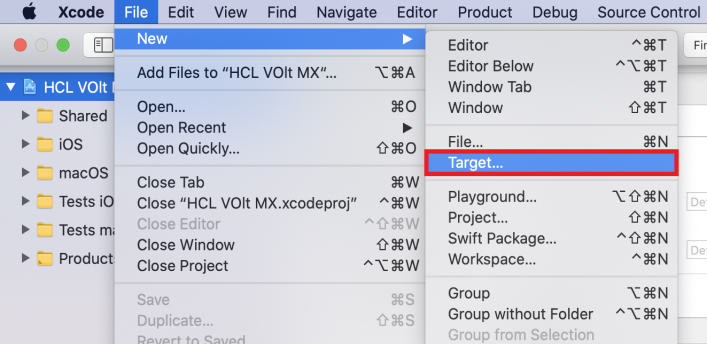 Xcode File Edit View Find Navigate Editor Product Debug Source Control
New ▶
Add Files to “HCL VOlt MX”… ⌥⌘A
Open… ⌘O
Open Recent ▶
Open Quickly… ⇧⌘O
Close Tab ⌘W
Close “HCL VOlt MX.xcodeproj” ^⌘W
Close Editor ^⇧⌘W
Close Window ⇧⌘W
Close Project ^⌥⌘W
Save ⌘S
Duplicate… ⇧⌘S
Revert to Saved
Editor ^⌘T
Editor Below ^⌥⌘T
Window Tab ⌘T
Window ⇧⌘T
File… ⌘N
Target…
Playground… ⌥⇧⌘N
Project… ⇧⌘N
Swift Package… ^⇧⌘N
Workspace… ^⌘N
Group ⌥⌘N
Group without Folder ^⌥⌘N
Group from Selection
HCL VOlt
Shared
iOS
macOS
Tests iO
Tests ma
Products
Fin
De
De